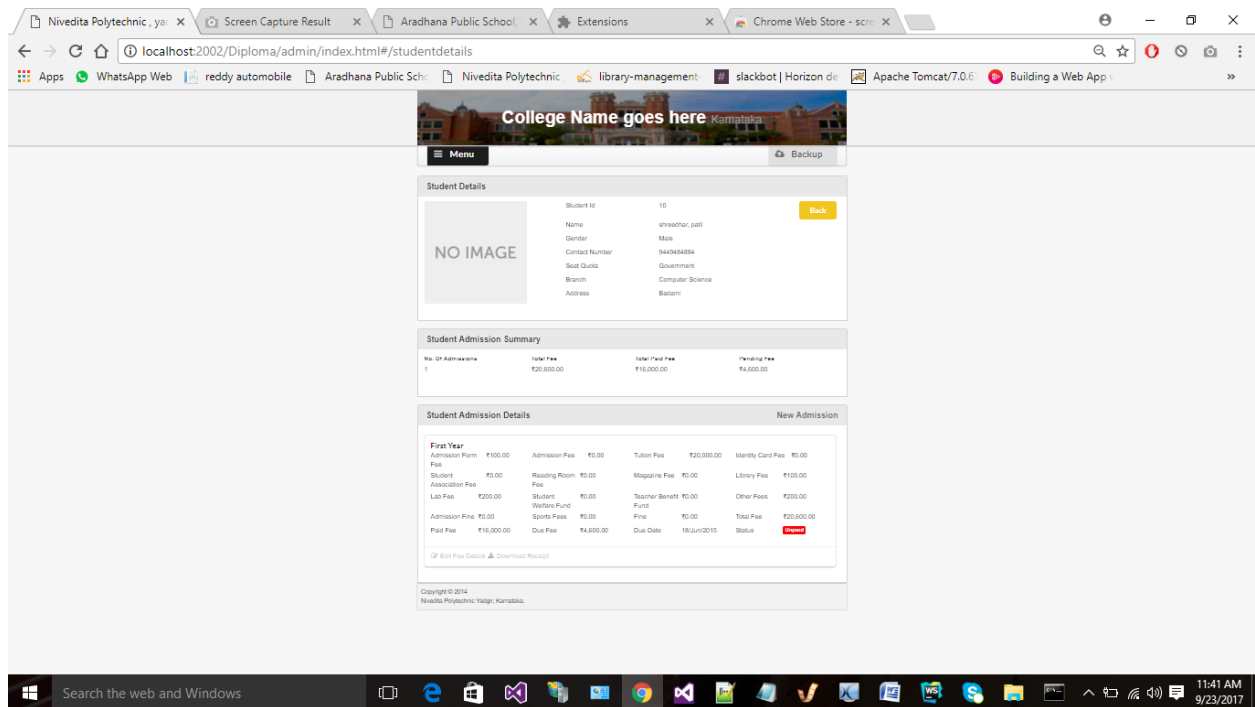 Nivedita Polytechnic , ya
Screen Capture Result
Aradhana Public School,
Extensions
Chrome Web Store - scre
localhost:2002/Diploma/admin/index.html#/studentdetails
Apps WhatsApp Web reddy automobile Aradhana Public Sch Nivedita Polytechnic library-management- slackbot | Horizon de Apache Tomcat/7.0.6 Building a Web App »
College Name goes here Karnataka
Menu Backup
Student Details
NO IMAGE
Back
Student Id 10
Name shreedhar, patil
Gender Male
Contact Number 9449484884
Seat Quota Government
Branch Computer Science
Address Badami
Student Admission Summary
No. Of Admissions Total Fee Total Paid Fee Pending Fee
1 ₹20,600.00 ₹16,000.00 ₹4,600.00
Student Admission Details New Admission
First Year
Admission Form ₹100.00 Admission Fee ₹0.00 Tution Fee ₹20,000.00 Identity Card Fee ₹0.00
Fee
Student ₹0.00 Reading Room ₹0.00 Magazine Fee ₹0.00 Library Fee ₹100.00
Association Fee Fee
Lab Fee ₹200.00 Student ₹0.00 Teacher Benefit ₹0.00 Other Fees ₹200.00
Welfare Fund Fund
Admission Fine ₹0.00 Sports Fees ₹0.00 Fine ₹0.00 Total Fee ₹20,600.00
Paid Fee ₹16,000.00 Due Fee ₹4,600.00 Due Date 18/Jun/2015 Status Unpaid
Edit Fee Details Download Receipt
Copyright © 2014
Nivedita Polytechnic Yadgir, Karnataka.
Search the web and Windows
11:41 AM
9/23/2017